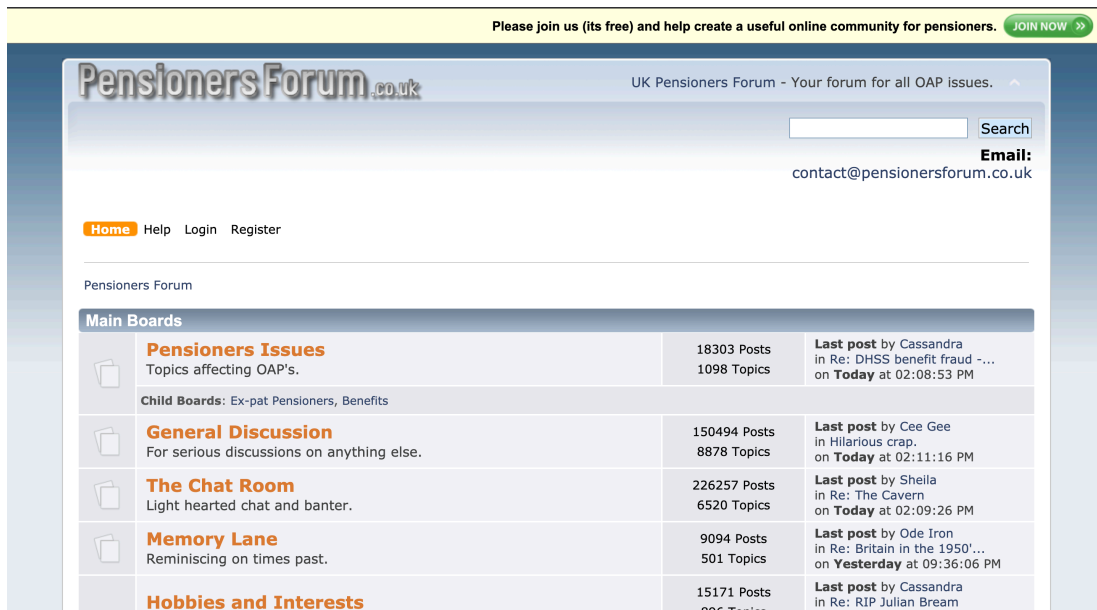 Please join us (its free) and help create a useful online community for pensioners. JOIN NOW »
PensionersForum.co.uk
UK Pensioners Forum - Your forum for all OAP issues.
Search
Email:
contact@pensionersforum.co.uk
Home Help Login Register
Pensioners Forum
Main Boards
Pensioners Issues
Topics affecting OAP's.
18303 Posts
1098 Topics
Last post by Cassandra
in Re: DHSS benefit fraud -...
on Today at 02:08:53 PM
Child Boards: Ex-pat Pensioners, Benefits
General Discussion
For serious discussions on anything else.
150494 Posts
8878 Topics
Last post by Cee Gee
in Hilarious crap.
on Today at 02:11:16 PM
The Chat Room
Light hearted chat and banter.
226257 Posts
6520 Topics
Last post by Sheila
in Re: The Cavern
on Today at 02:09:26 PM
Memory Lane
Reminiscing on times past.
9094 Posts
501 Topics
Last post by Ode Iron
in Re: Britain in the 1950'...
on Yesterday at 09:36:06 PM
Hobbies and Interests
15171 Posts
Topics
Last post by Cassandra
in Re: RIP Julian Bream